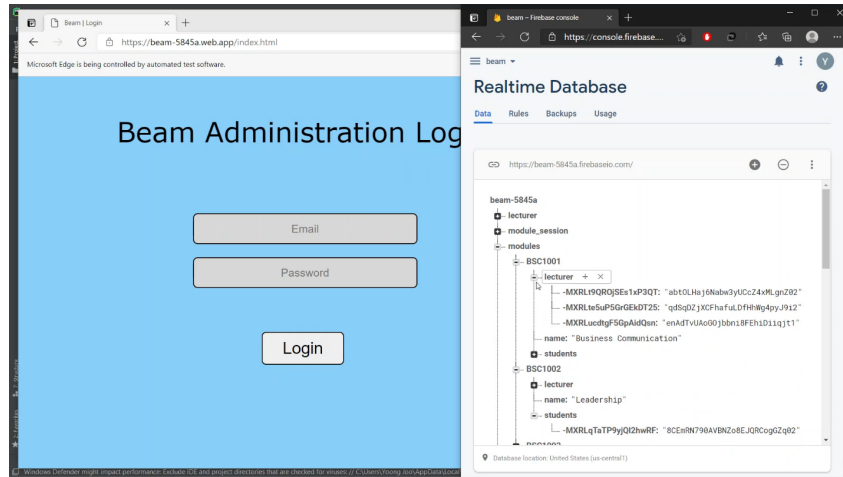 Beam | Login
https://beam-5845a.web.app/index.html
Microsoft Edge is being controlled by automated test software.
Beam Administration Log
Email
Password
Login
Windows Defender might impact performance: Exclude IDE and project directories that are checked for viruses: // C:\Users\Yoong Joo\AppData\Local
beam – Firebase console
https://console.firebase....
beam
Y
Realtime Database
Data Rules Backups Usage
https://beam-5845a.firebaseio.com/
beam-5845a
lecturer
module_session
modules
BSC1001
lecturer
-MXRLt9QROjSEs1xP3QT: "abtOLHaj6Nabw3yUCcZ4xMLgnZ02"
-MXRLte5uP5GrGEkDT25: "qdSqDZjXCFhafuLDfHhWg4pyJ9i2"
-MXRLucdtgF5GpAidQsn: "enAdTvUAoGOjbbni8FEhiDiiqjt1"
name: "Business Communication"
students
BSC1002
lecturer
name: "Leadership"
students
-MXRLqTaTP9yjQI2hwRF: "8CEmRN790AVBNZo8EJQRCogGZq02"
BSC1003
Database location: United States (us-central1)